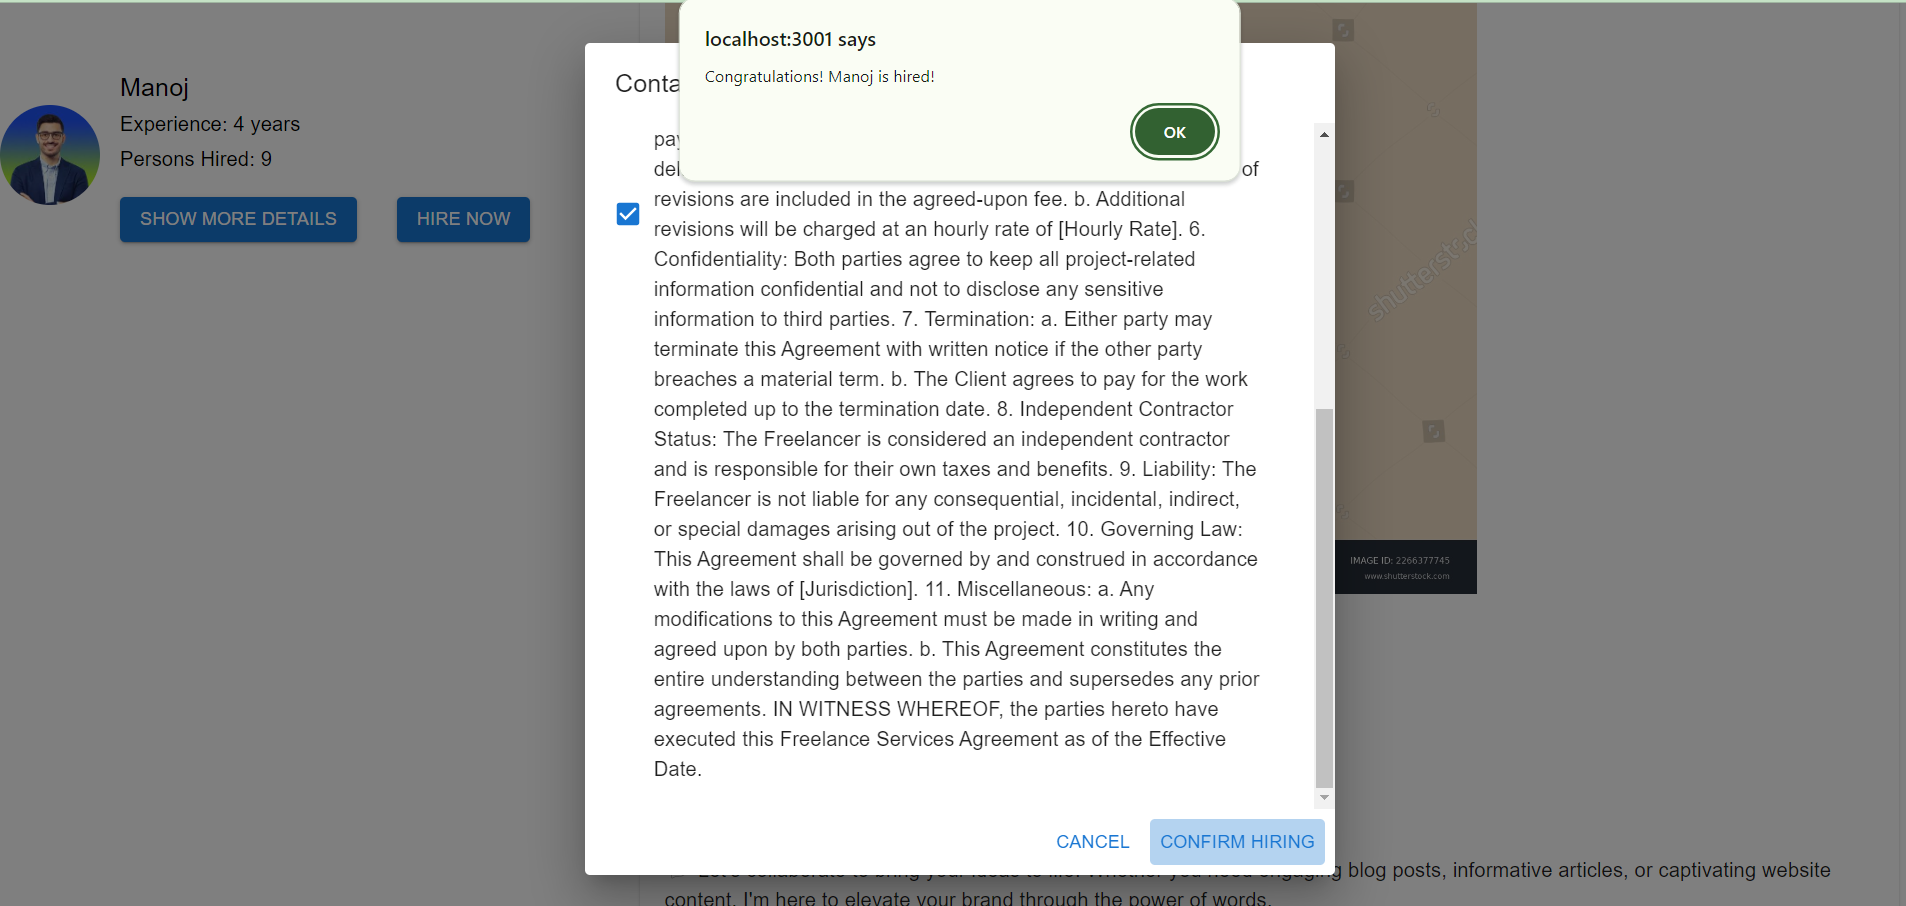 localhost:3001 says
Congratulations! Manoj is hired!
OK
Manoj
Experience: 4 years
Persons Hired: 9
SHOW MORE DETAILS
HIRE NOW
of
revisions are included in the agreed-upon fee. b. Additional
revisions will be charged at an hourly rate of [Hourly Rate]. 6.
Confidentiality: Both parties agree to keep all project-related
information confidential and not to disclose any sensitive
information to third parties. 7. Termination: a. Either party may
terminate this Agreement with written notice if the other party
breaches a material term. b. The Client agrees to pay for the work
completed up to the termination date. 8. Independent Contractor
Status: The Freelancer is considered an independent contractor
and is responsible for their own taxes and benefits. 9. Liability: The
Freelancer is not liable for any consequential, incidental, indirect,
or special damages arising out of the project. 10. Governing Law:
This Agreement shall be governed by and construed in accordance
with the laws of [Jurisdiction]. 11. Miscellaneous: a. Any
modifications to this Agreement must be made in writing and
agreed upon by both parties. b. This Agreement constitutes the
entire understanding between the parties and supersedes any prior
agreements. IN WITNESS WHEREOF, the parties hereto have
executed this Freelance Services Agreement as of the Effective
Date.
CANCEL
CONFIRM HIRING
shutterstock
IMAGE ID: 2266377745
www.shutterstock.com
blog posts, informative articles, or captivating website
content. I'm here to elevate your brand through the power of words.